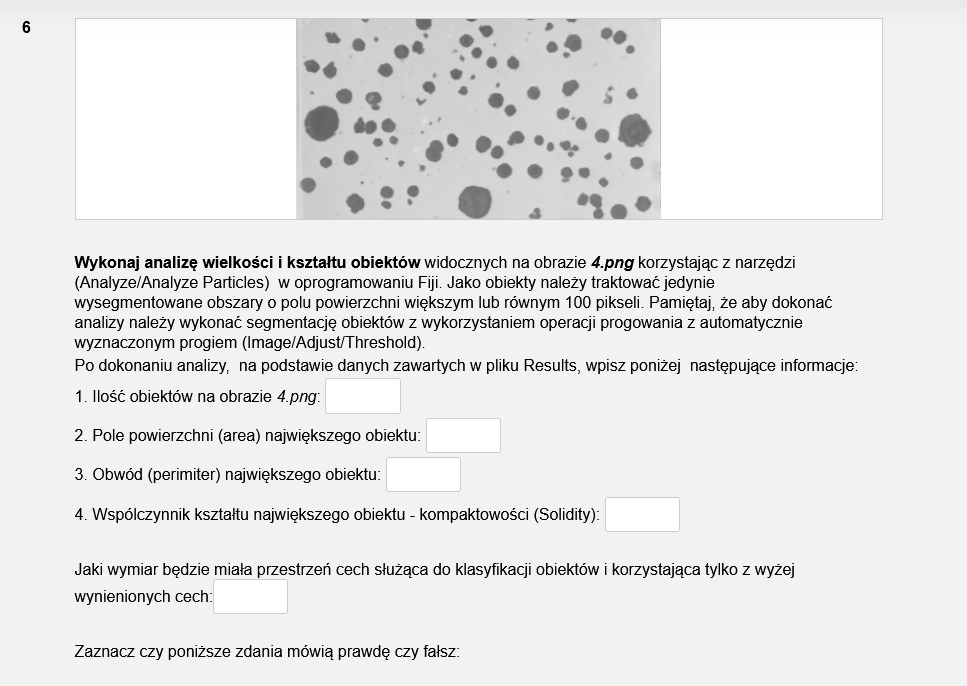 6
Wykonaj analizę wielkości i kształtu obiektów widocznych na obrazie 4.png korzystając z narzędzi
(Analyze/Analyze Particles) w oprogramowaniu Fiji. Jako obiekty należy traktować jedynie
wysegmentowane obszary o polu powierzchni większym lub równym 100 pikseli. Pamiętaj, że aby dokonać
analizy należy wykonać segmentację obiektów z wykorzystaniem operacji progowania z automatycznie
wyznaczonym progiem (Image/Adjust/Threshold).
Po dokonaniu analizy, na podstawie danych zawartych w pliku Results, wpisz poniżej następujące informacje:
1. Ilość obiektów na obrazie 4.png:
2. Pole powierzchni (area) największego obiektu:
3. Obwód (perimiter) największego obiektu:
4. Wspólczynnik kształtu największego obiektu - kompaktowości (Solidity):
Jaki wymiar będzie miała przestrzeń cech służąca do klasyfikacji obiektów i korzystająca tylko z wyżej
wynienionych cech:
Zaznacz czy poniższe zdania mówią prawdę czy fałsz: